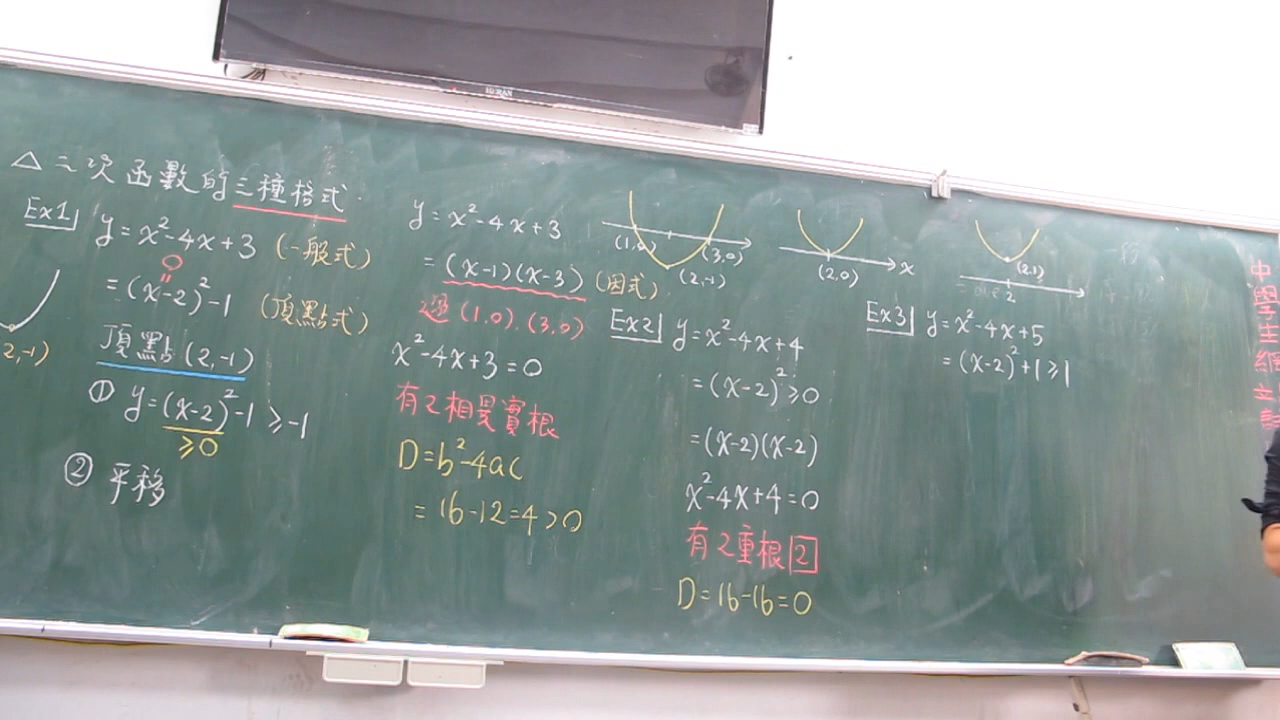 HERAN
△二次函數的三種格式.
Ex1
y=x²-4x+3 (一般式)
0
=(x-2)²-1 (頂點式)
2,-1)
頂點(2,-1)
① y=(x-2)²-1≥-1
≥0
② 平移
y=x²-4x+3
=(x-1)(x-3) (因式)
過(1,0).(3,0)
x²-4x+3=0
有2相異實根
D=b²-4ac
=16-12=4>0
(1,0)
(3,0)
(2,-1)
Ex2 y=x²-4x+4
=(x-2)²≥0
=(x-2)(x-2)
x²-4x+4=0
有2重根2
D=16-16=0
(2,0) x
(2,1)
2
Ex3 y=x²-4x+5
=(x-2)²+1≥1
中
學
生
網